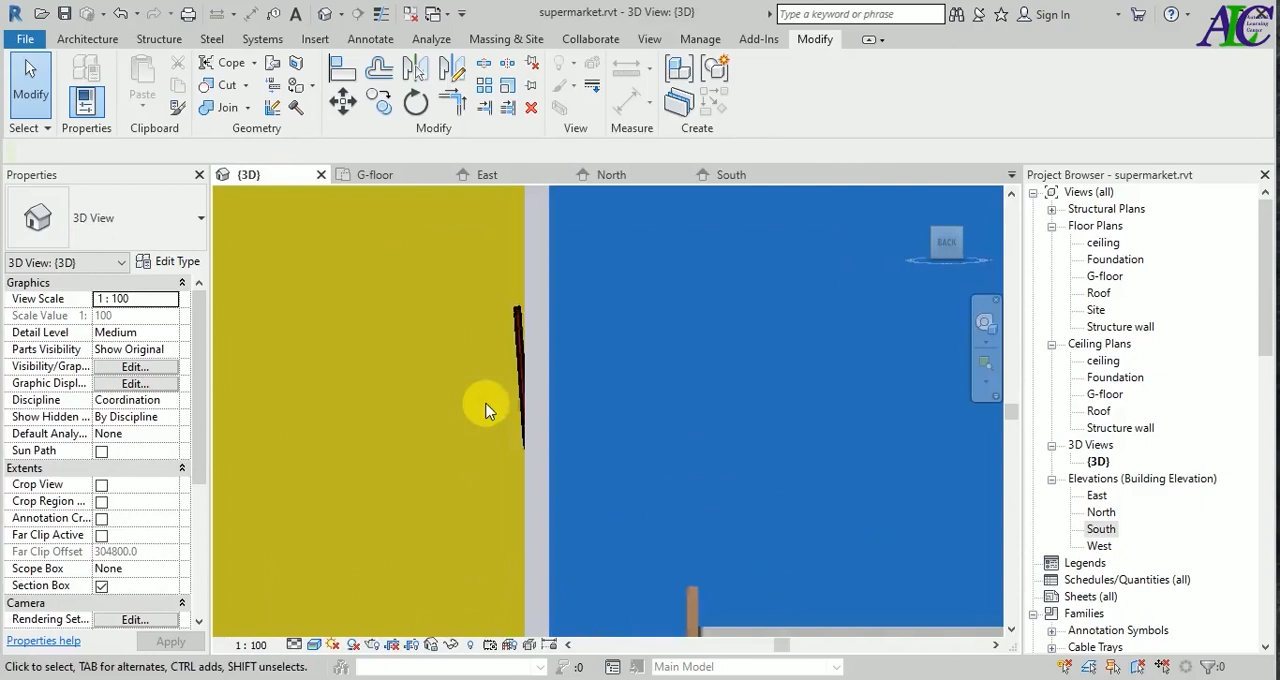 supermarket.rvt - 3D View: {3D}
Type a keyword or phrase
Sign In
ALC
File
Architecture
Structure
Steel
Systems
Insert
Annotate
Analyze
Massing & Site
Collaborate
View
Manage
Add-Ins
Modify
Modify
Paste
Cope
Cut
Join
Select
Properties
Clipboard
Geometry
Modify
View
Measure
Create
Properties
{3D}
G-floor
East
North
South
Project Browser - supermarket.rvt
3D View
3D View: {3D}
Edit Type
Graphics
View Scale
1 : 100
Scale Value 1:
100
Detail Level
Medium
Parts Visibility
Show Original
Visibility/Grap...
Edit...
Graphic Displ...
Edit...
Discipline
Coordination
Show Hidden ...
By Discipline
Default Analy...
None
Sun Path
Extents
Crop View
Crop Region ...
Annotation Cr...
Far Clip Active
Far Clip Offset
304800.0
Scope Box
None
Section Box
Camera
Rendering Set...
Edit...
Properties help
Apply
BACK
Views (all)
Structural Plans
Floor Plans
ceiling
Foundation
G-floor
Roof
Site
Structure wall
Ceiling Plans
ceiling
Foundation
G-floor
Roof
Structure wall
3D Views
{3D}
Elevations (Building Elevation)
East
North
South
West
Legends
Schedules/Quantities (all)
Sheets (all)
Families
Annotation Symbols
Cable Trays
1 : 100
Click to select, TAB for alternates, CTRL adds, SHIFT unselects.
:0
Main Model
:0